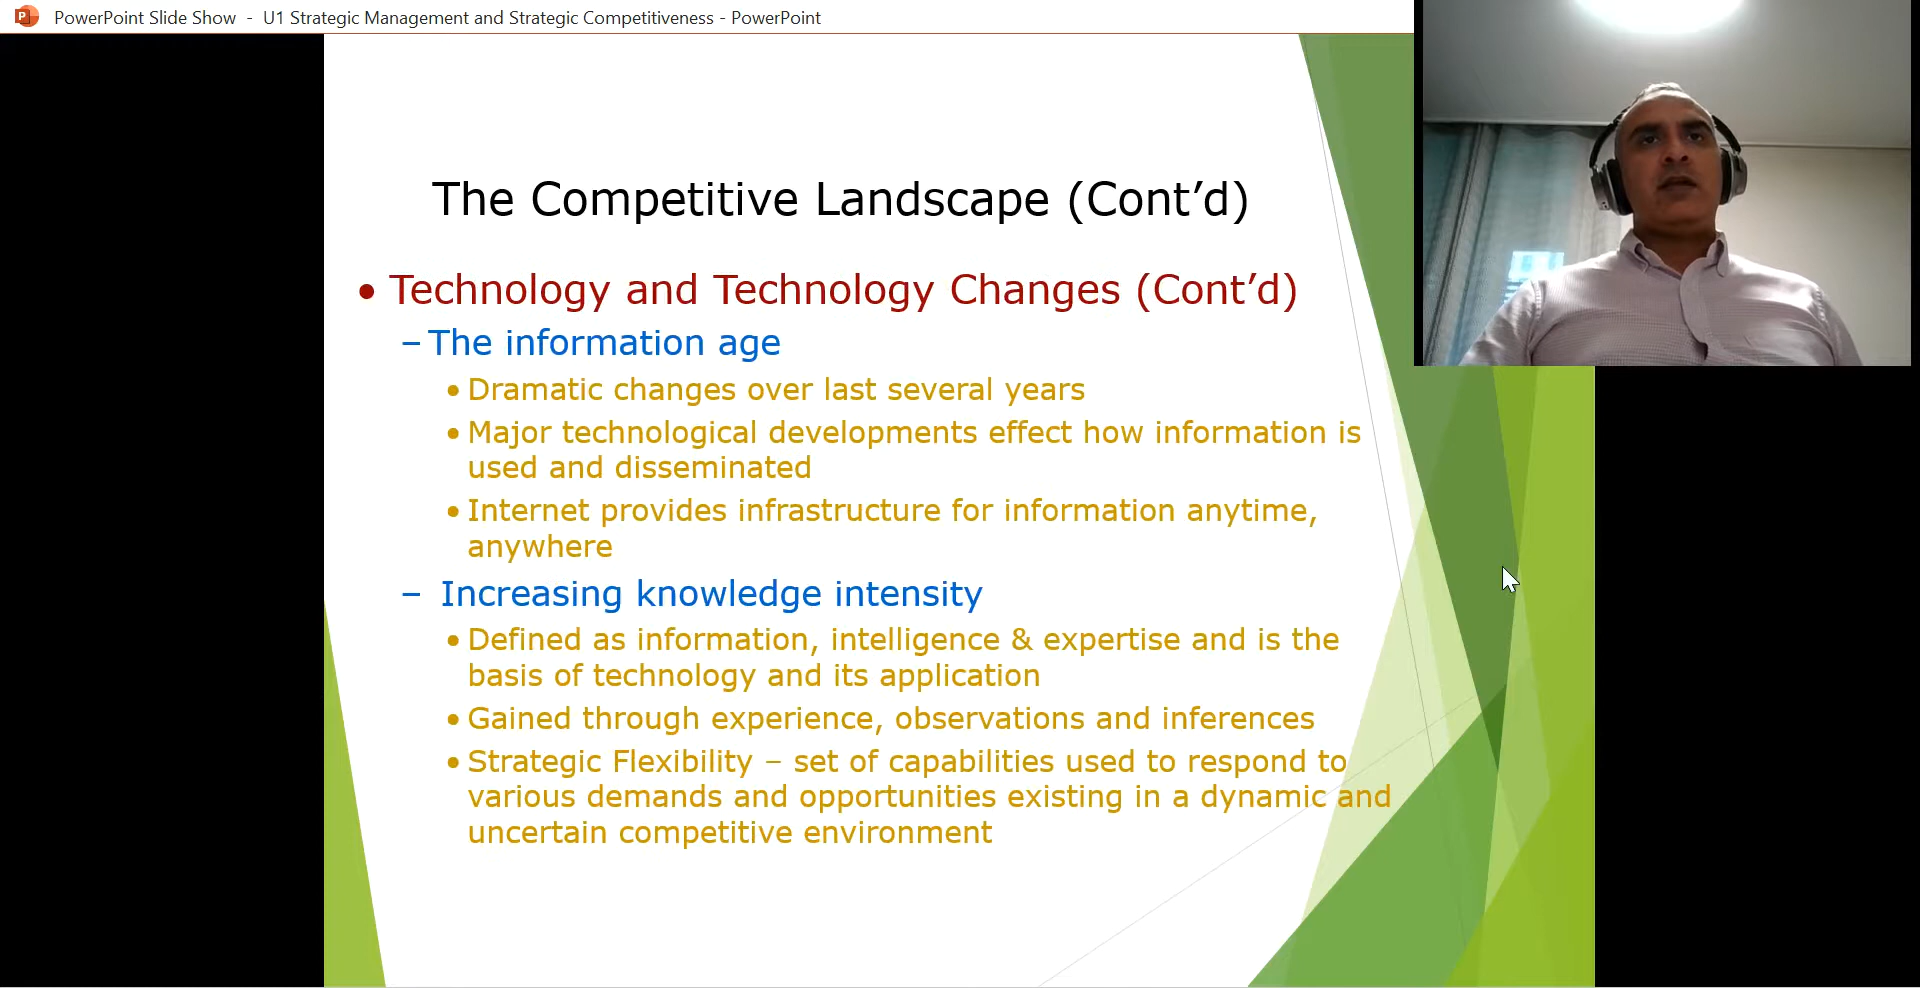 PowerPoint Slide Show - U1 Strategic Management and Strategic Competitiveness - PowerPoint
The Competitive Landscape (Cont’d)
• Technology and Technology Changes (Cont’d)
– The information age
• Dramatic changes over last several years
• Major technological developments effect how information is
used and disseminated
• Internet provides infrastructure for information anytime,
anywhere
– Increasing knowledge intensity
• Defined as information, intelligence & expertise and is the
basis of technology and its application
• Gained through experience, observations and inferences
• Strategic Flexibility – set of capabilities used to respond to
various demands and opportunities existing in a dynamic and
uncertain competitive environment